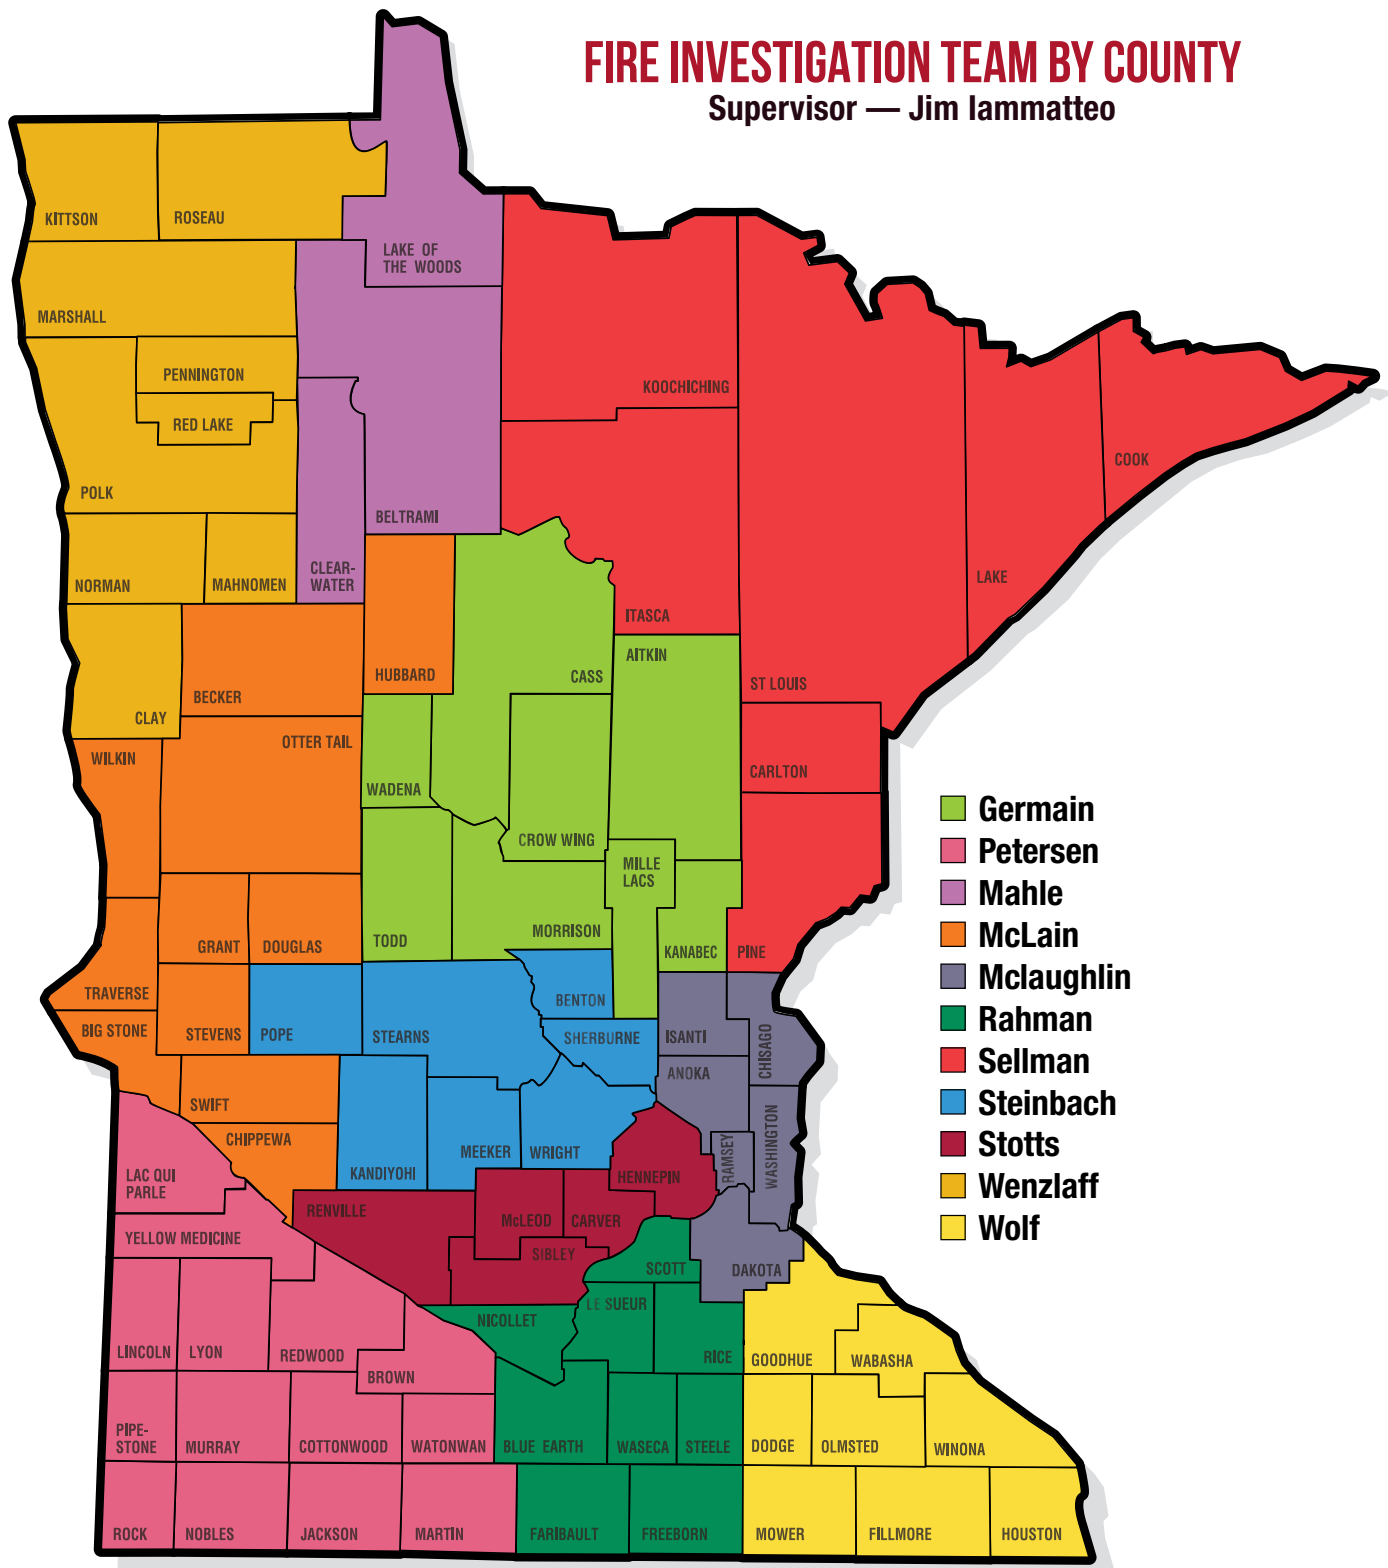 FIRE INVESTIGATION TEAM BY COUNTY
Supervisor — Jim Iammatteo
KITTSON
ROSEAU
LAKE OF
THE WOODS
MARSHALL
PENNINGTON
RED LAKE
POLK
BELTRAMI
KOOCHICHING
COOK
NORMAN
MAHNOMEN
CLEAR-
WATER
LAKE
ITASCA
AITKIN
HUBBARD
CASS
ST LOUIS
BECKER
CLAY
OTTER TAIL
WILKIN
WADENA
CARLTON
CROW WING
MILLE
LACS
GRANT
DOUGLAS
TODD
MORRISON
KANABEC
PINE
TRAVERSE
BIG STONE
STEVENS
POPE
STEARNS
BENTON
SHERBURNE
ISANTI
CHISAGO
ANOKA
SWIFT
CHIPPEWA
KANDIYOHI
MEEKER
WRIGHT
HENNEPIN
RAMSEY
WASHINGTON
LAC QUI
PARLE
RENVILLE
McLEOD
CARVER
YELLOW MEDICINE
SIBLEY
SCOTT
DAKOTA
LE SUEUR
NICOLLET
LINCOLN
LYON
REDWOOD
BROWN
RICE
GOODHUE
WABASHA
PIPE-
STONE
MURRAY
COTTONWOOD
WATONWAN
BLUE EARTH
WASECA
STEELE
DODGE
OLMSTED
WINONA
ROCK
NOBLES
JACKSON
MARTIN
FARIBAULT
FREEBORN
MOWER
FILLMORE
HOUSTON
Germain
Petersen
Mahle
McLain
Mclaughlin
Rahman
Sellman
Steinbach
Stotts
Wenzlaff
Wolf